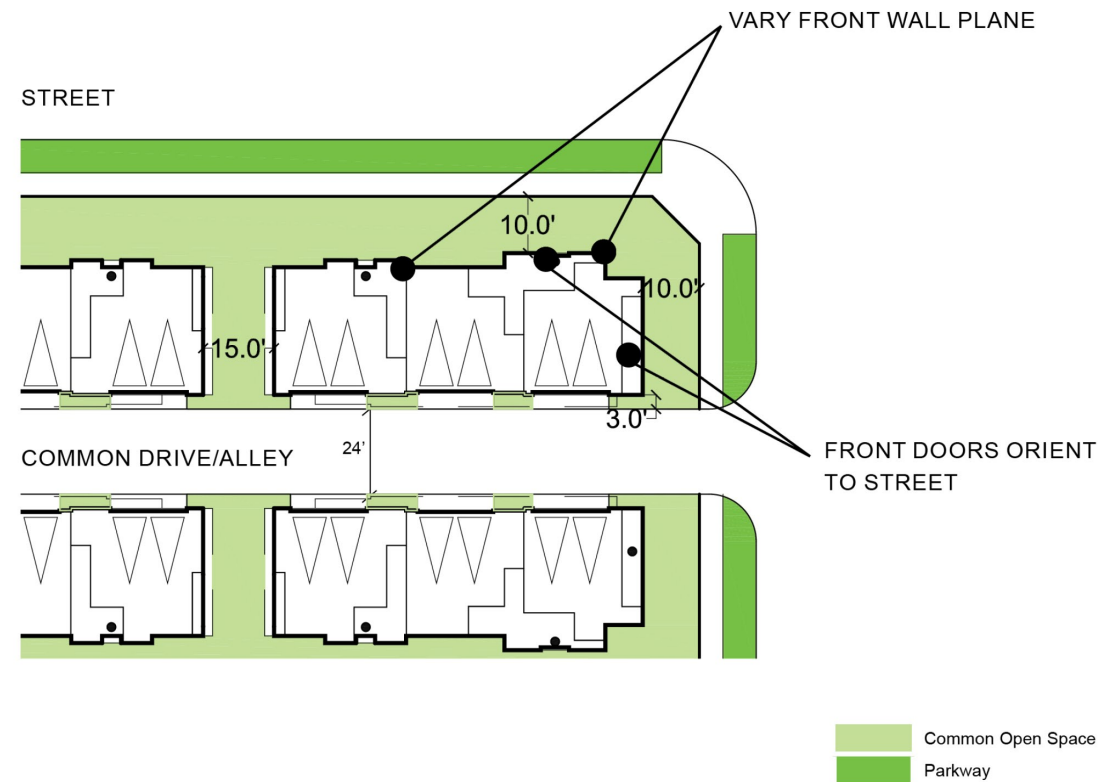 VARY FRONT WALL PLANE
STREET
10.0'
10.0'
15.0'
3.0'
COMMON DRIVE/ALLEY
24'
FRONT DOORS ORIENT
TO STREET
Common Open Space
Parkway